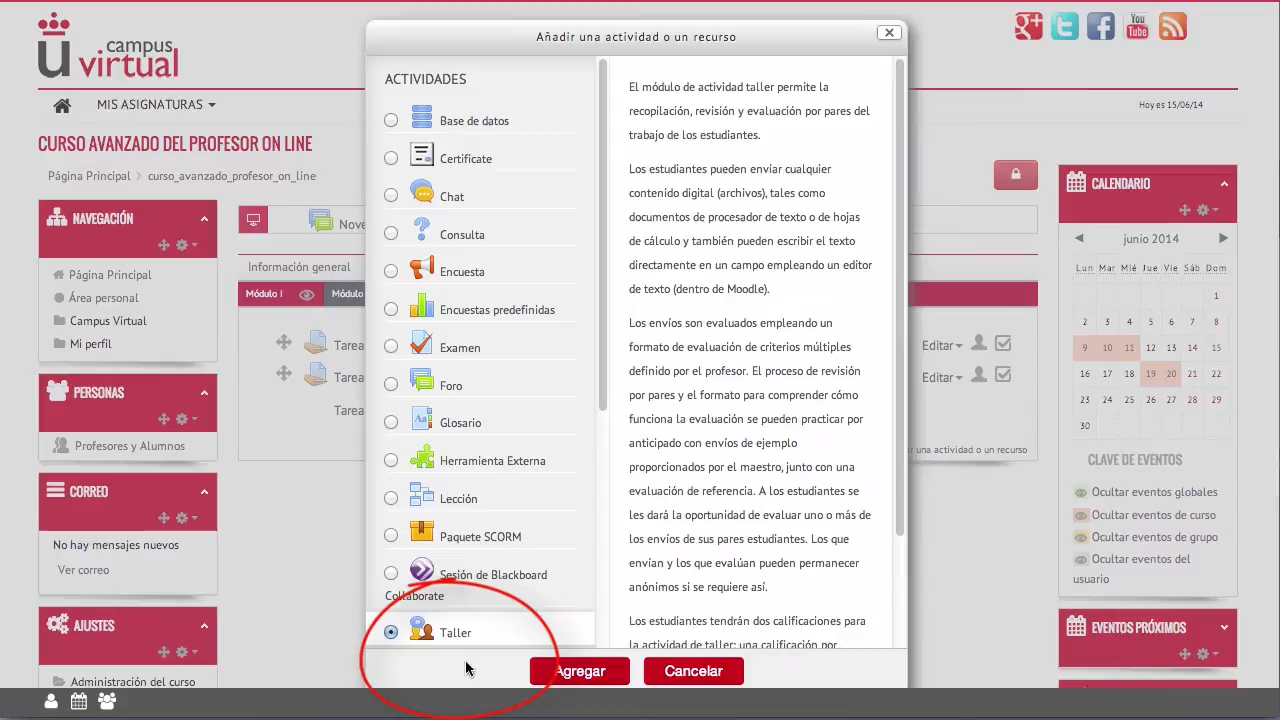 campus
virtual
MIS ASIGNATURAS
Hoy es 15/06/14
CURSO AVANZADO DEL PROFESOR ON LINE
Página Principal
curso_avanzado_profesor_on_line
NAVEGACIÓN
Página Principal
Área personal
Campus Virtual
Mi perfil
PERSONAS
Profesores y Alumnos
CORREO
No hay mensajes nuevos
Ver correo
AJUSTES
Administración del curso
Nove
Información general
Módulo I
Módulo
Tarea
Tarea
Tarea
Añadir una actividad o un recurso
ACTIVIDADES
Base de datos
Certificate
Chat
Consulta
Encuesta
Encuestas predefinidas
Examen
Foro
Glosario
Herramienta Externa
Lección
Paquete SCORM
Sesión de Blackboard
Collaborate
Taller
El módulo de actividad taller permite la
recopilación, revisión y evaluación por pares del
trabajo de los estudiantes.
Los estudiantes pueden enviar cualquier
contenido digital (archivos), tales como
documentos de procesador de texto o de hojas
de cálculo y también pueden escribir el texto
directamente en un campo empleando un editor
de texto (dentro de Moodle).
Los envíos son evaluados empleando un
formato de evaluación de criterios múltiples
definido por el profesor. El proceso de revisión
por pares y el formato para comprender cómo
funciona la evaluación se pueden practicar por
anticipado con envíos de ejemplo
proporcionados por el maestro, junto con una
evaluación de referencia. A los estudiantes se
les dará la oportunidad de evaluar uno o más de
los envíos de sus pares estudiantes. Los que
envían y los que evalúan pueden permanecer
anónimos si se requiere así.
Los estudiantes tendrán dos calificaciones para
la actividad de taller: una calificación por
Agregar
Cancelar
Editar
Editar
r una actividad o un recurso
You
Tube
CALENDARIO
junio 2014
Lun Mar Mié Jue Vie Sáb Dom
1
2 3 4 5 6 7 8
9 10 11 12 13 14 15
16 17 18 19 20 21 22
23 24 25 26 27 28 29
30
CLAVE DE EVENTOS
Ocultar eventos globales
Ocultar eventos de curso
Ocultar eventos de grupo
Ocultar eventos del
usuario
EVENTOS PRÓXIMOS